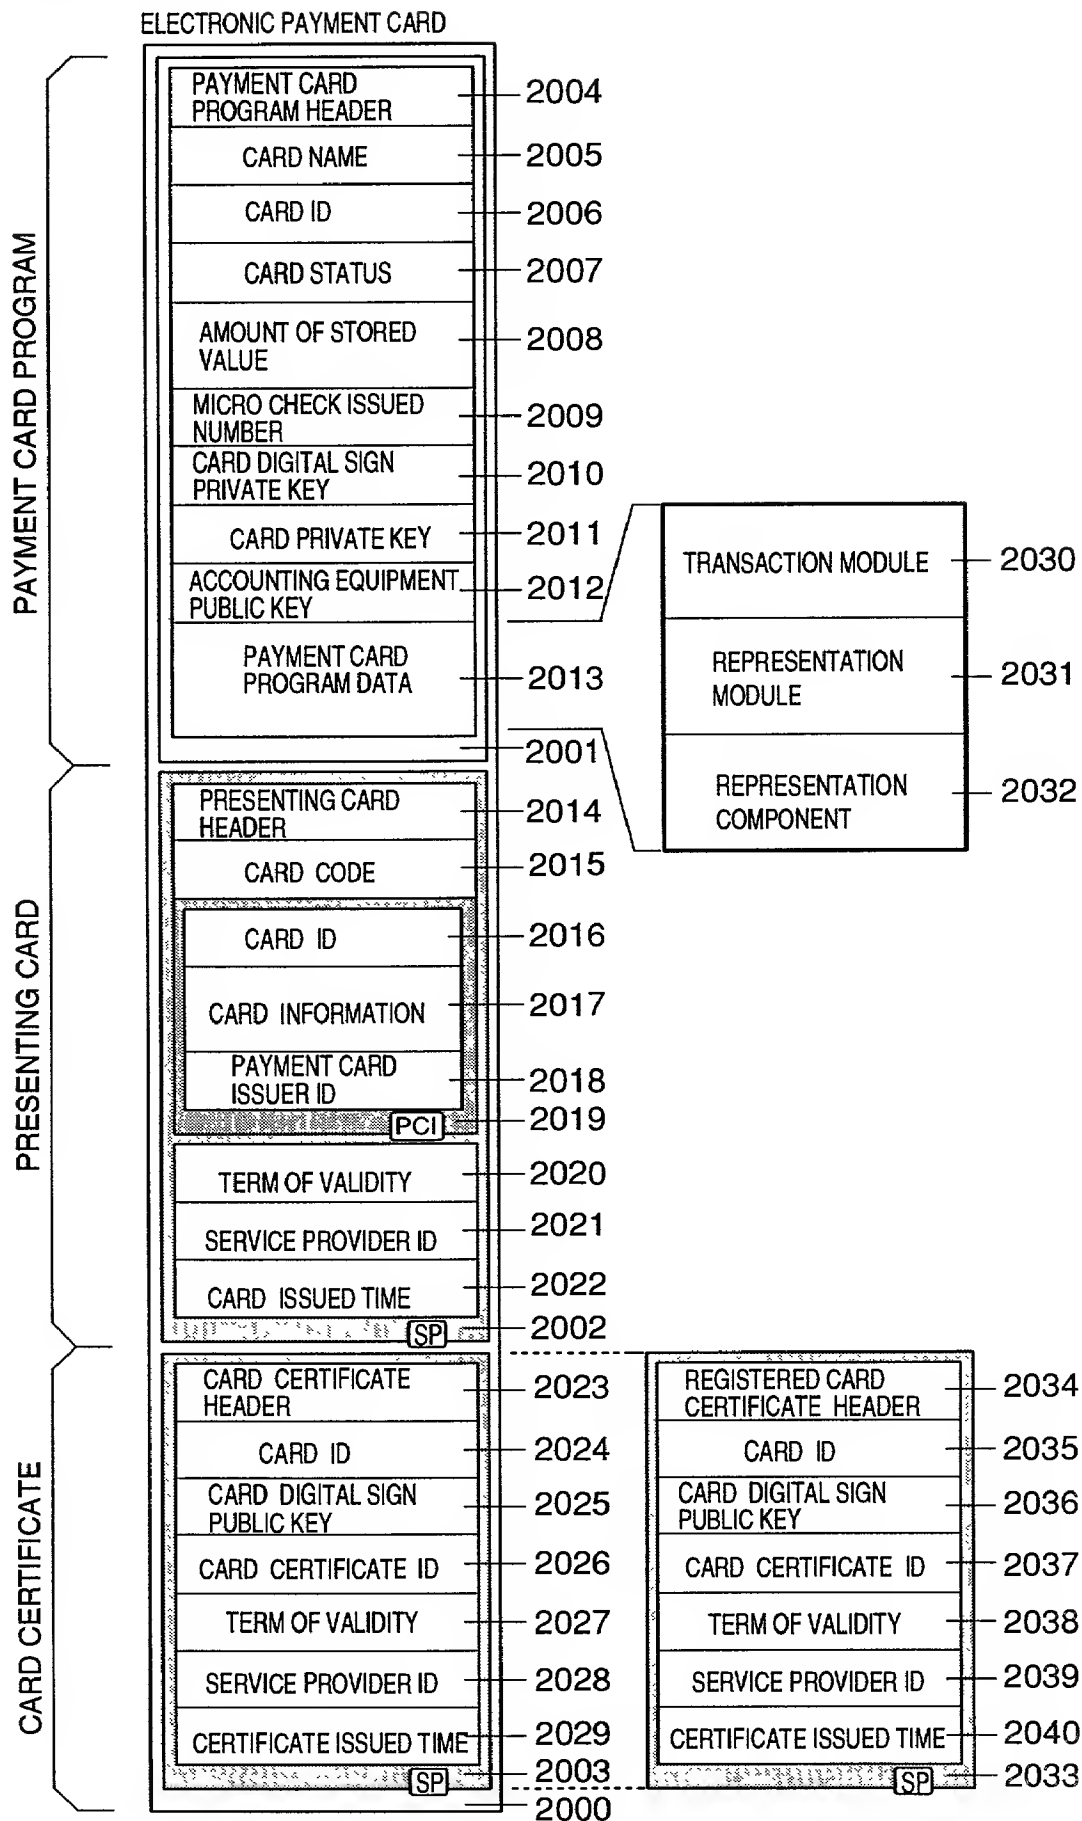 ELECTRONIC PAYMENT CARD
PAYMENT CARD PROGRAM
PAYMENT CARD
PROGRAM HEADER
2004
CARD NAME
2005
CARD ID
2006
CARD STATUS
2007
AMOUNT OF STORED
VALUE
2008
MICRO CHECK ISSUED
NUMBER
2009
CARD DIGITAL SIGN
PRIVATE KEY
2010
CARD PRIVATE KEY
2011
ACCOUNTING EQUIPMENT
PUBLIC KEY
2012
PAYMENT CARD
PROGRAM DATA
2013
2001
TRANSACTION MODULE
2030
REPRESENTATION
MODULE
2031
REPRESENTATION
COMPONENT
2032
PRESENTING CARD
PRESENTING CARD
HEADER
2014
CARD CODE
2015
CARD ID
2016
CARD INFORMATION
2017
PAYMENT CARD
ISSUER ID
2018
PCI
2019
TERM OF VALIDITY
2020
SERVICE PROVIDER ID
2021
CARD ISSUED TIME
2022
SP
2002
CARD CERTIFICATE
CARD CERTIFICATE
HEADER
2023
CARD ID
2024
CARD DIGITAL SIGN
PUBLIC KEY
2025
CARD CERTIFICATE ID
2026
TERM OF VALIDITY
2027
SERVICE PROVIDER ID
2028
CERTIFICATE ISSUED TIME
2029
SP
2003
2000
REGISTERED CARD
CERTIFICATE HEADER
2034
CARD ID
2035
CARD DIGITAL SIGN
PUBLIC KEY
2036
CARD CERTIFICATE ID
2037
TERM OF VALIDITY
2038
SERVICE PROVIDER ID
2039
CERTIFICATE ISSUED TIME
2040
SP
2033